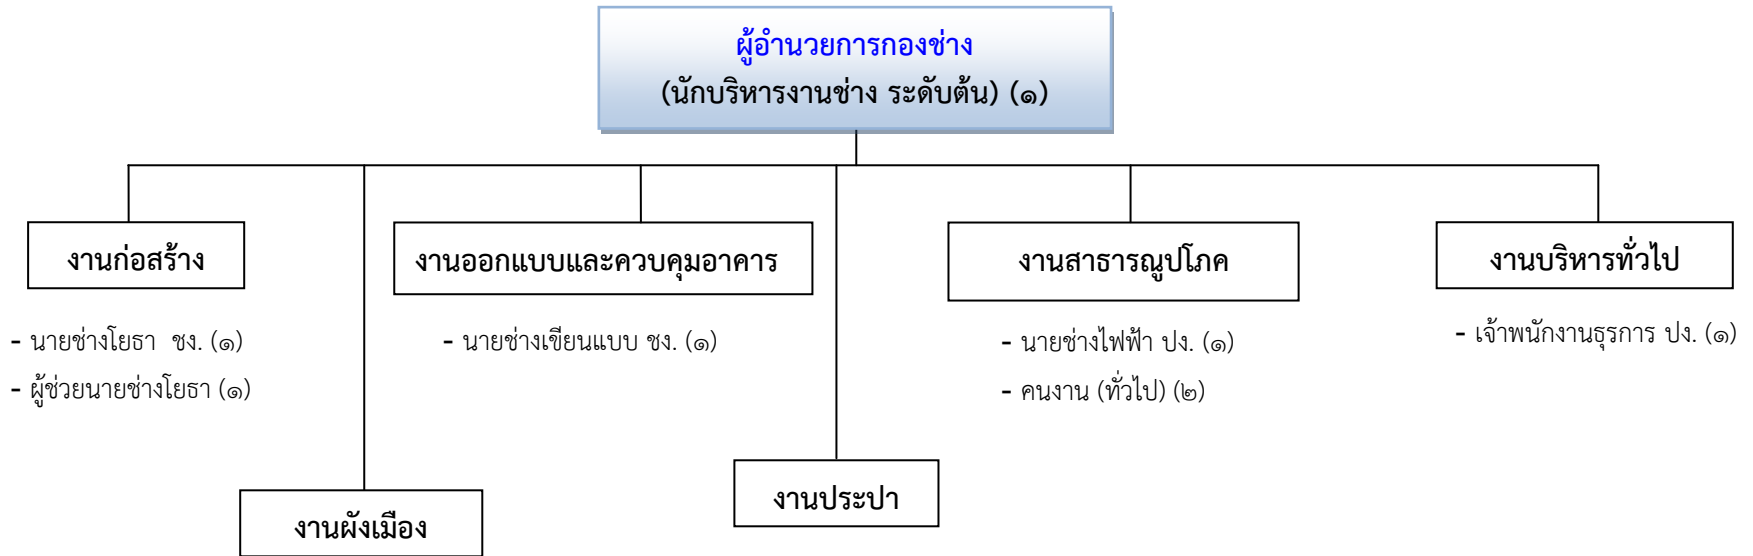 ผู้อำนวยการกองช่าง
(นักบริหารงานช่าง ระดับต้น) (๑)
งานก่อสร้าง
- นายช่างโยธา ชง. (๑)
- ผู้ช่วยนายช่างโยธา (๑)
งานผังเมือง
งานออกแบบและควบคุมอาคาร
- นายช่างเขียนแบบ ชง. (๑)
งานประปา
งานสาธารณูปโภค
- นายช่างไฟฟ้า ปง. (๑)
- คนงาน (ทั่วไป) (๒)
งานบริหารทั่วไป
- เจ้าพนักงานธุรการ ปง. (๑)